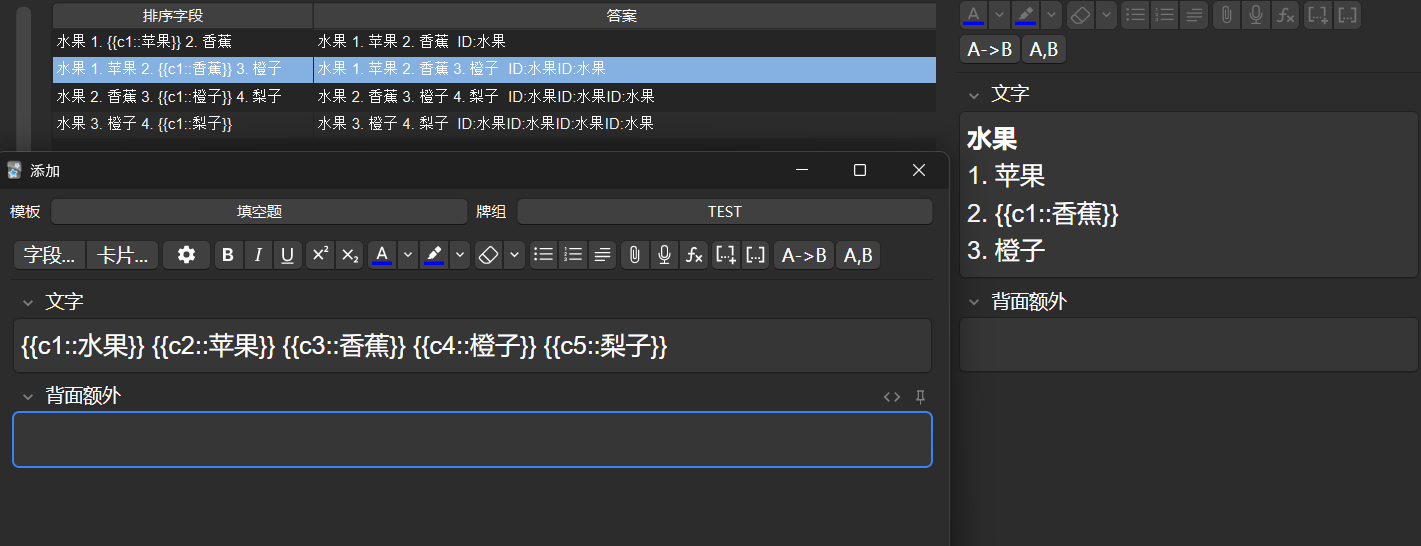 排序字段 答案
水果 1. {{c1::苹果}} 2. 香蕉 水果 1. 苹果 2. 香蕉 ID:水果
水果 1. 苹果 2. {{c1::香蕉}} 3. 橙子 水果 1. 苹果 2. 香蕉 3. 橙子 ID:水果ID:水果
水果 2. 香蕉 3. {{c1::橙子}} 4. 梨子 水果 2. 香蕉 3. 橙子 4. 梨子 ID:水果ID:水果ID:水果
水果 3. 橙子 4. {{c1::梨子}} 水果 3. 橙子 4. 梨子 ID:水果ID:水果ID:水果ID:水果
添加
模板 填空题 牌组 TEST
字段... 卡片... B I U X² X₂ A fx [...]+ [...] A->B A,B
文字
{{c1::水果}} {{c2::苹果}} {{c3::香蕉}} {{c4::橙子}} {{c5::梨子}}
背面额外
A fx [...]+ [...]
A->B A,B
文字
水果
1. 苹果
2. {{c1::香蕉}}
3. 橙子
背面额外